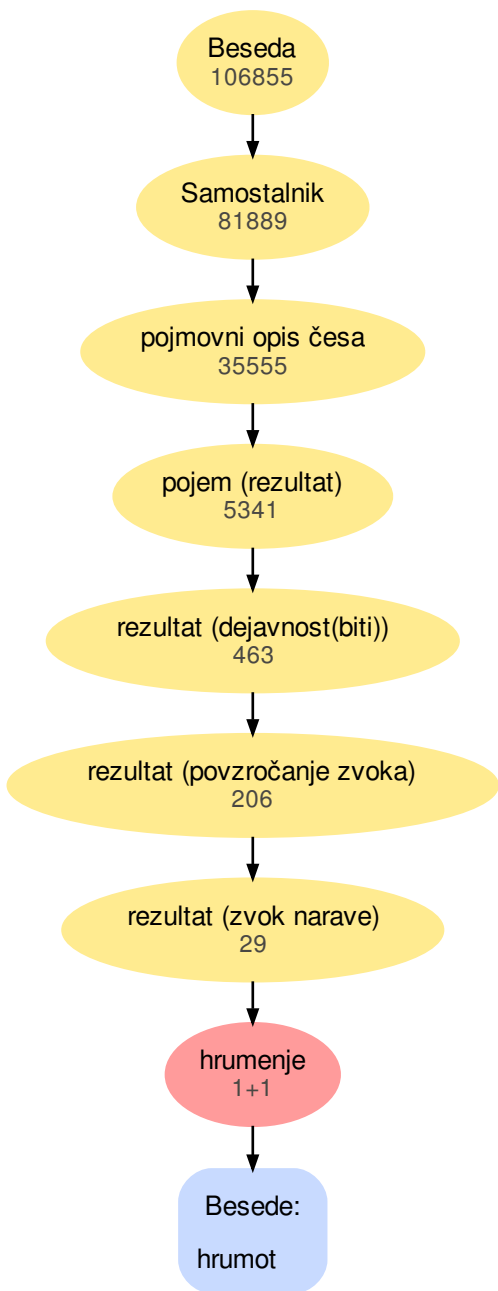 Beseda
106855
Samostalnik
81889
pojmovni opis česa
35555
pojem (rezultat)
5341
rezultat (dejavnost(biti))
463
rezultat (povzročanje zvoka)
206
rezultat (zvok narave)
29
hrumenje
1+1
Besede:
hrumot